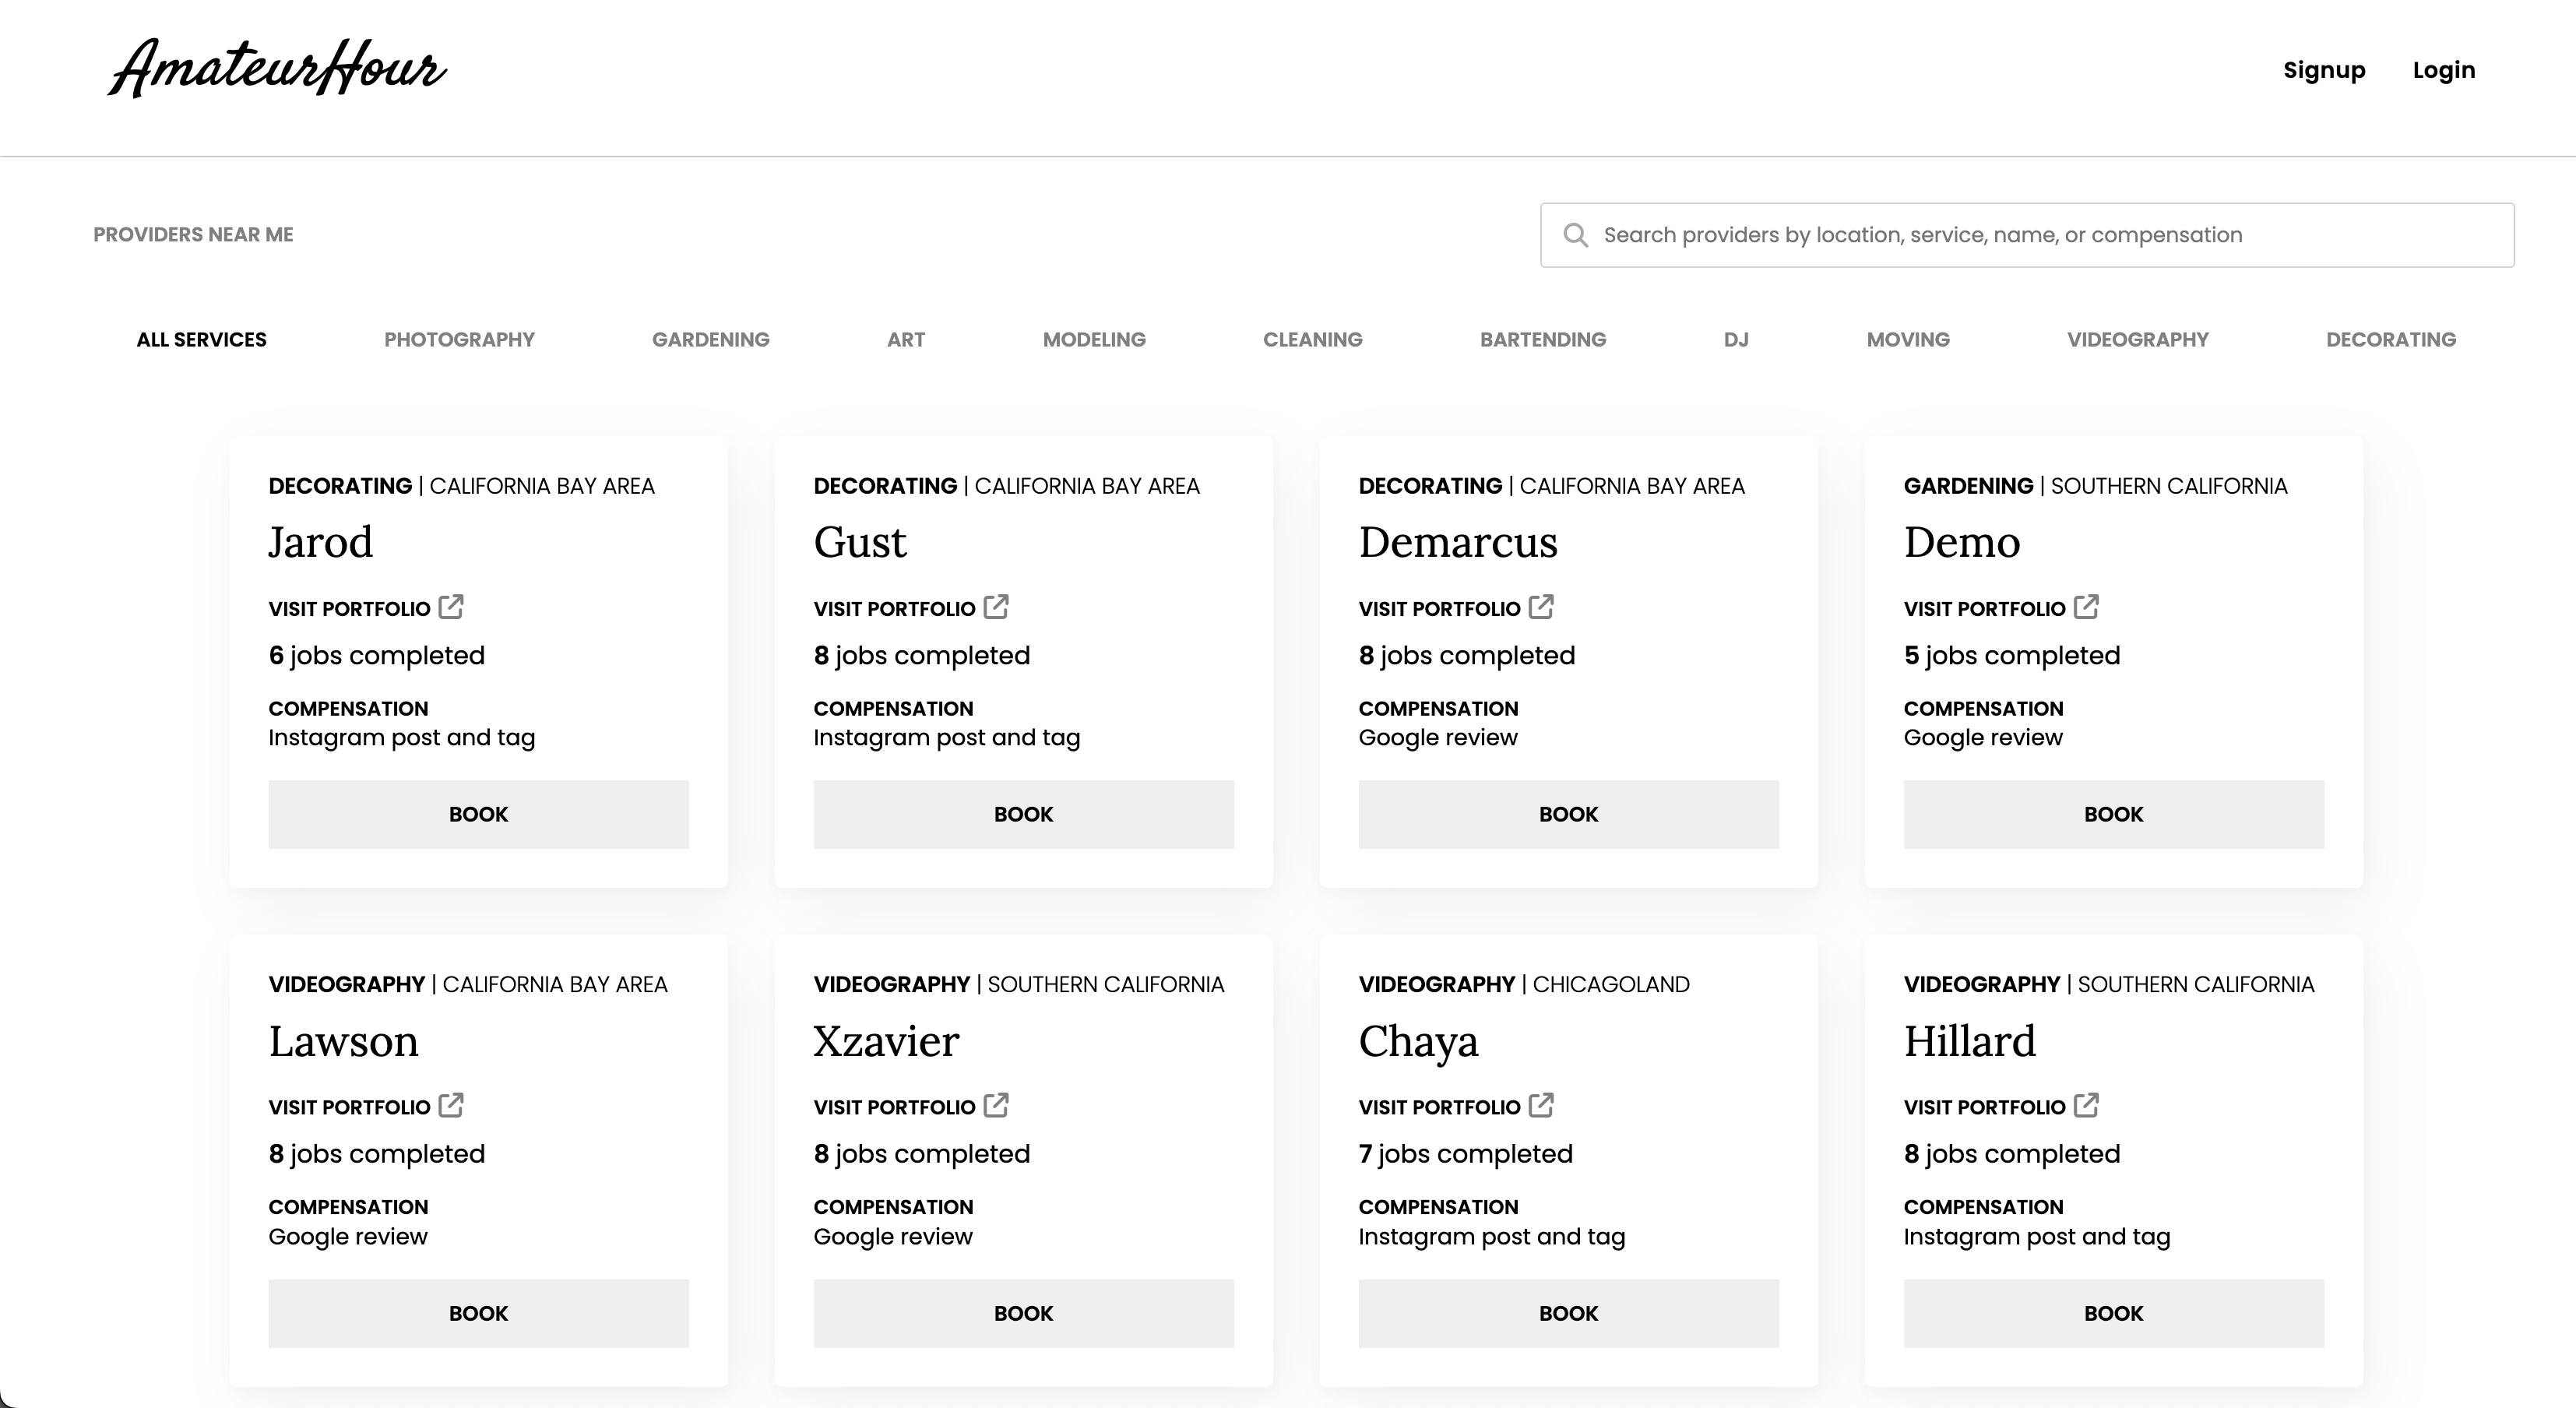 AmateurHour
Signup Login
PROVIDERS NEAR ME
Search providers by location, service, name, or compensation
ALL SERVICES PHOTOGRAPHY GARDENING ART MODELING CLEANING BARTENDING DJ MOVING VIDEOGRAPHY DECORATING
DECORATING | CALIFORNIA BAY AREA
Jarod
VISIT PORTFOLIO
6 jobs completed
COMPENSATION
Instagram post and tag
BOOK
DECORATING | CALIFORNIA BAY AREA
Gust
VISIT PORTFOLIO
8 jobs completed
COMPENSATION
Instagram post and tag
BOOK
DECORATING | CALIFORNIA BAY AREA
Demarcus
VISIT PORTFOLIO
8 jobs completed
COMPENSATION
Google review
BOOK
GARDENING | SOUTHERN CALIFORNIA
Demo
VISIT PORTFOLIO
5 jobs completed
COMPENSATION
Google review
BOOK
VIDEOGRAPHY | CALIFORNIA BAY AREA
Lawson
VISIT PORTFOLIO
8 jobs completed
COMPENSATION
Google review
BOOK
VIDEOGRAPHY | SOUTHERN CALIFORNIA
Xzavier
VISIT PORTFOLIO
8 jobs completed
COMPENSATION
Google review
BOOK
VIDEOGRAPHY | CHICAGOLAND
Chaya
VISIT PORTFOLIO
7 jobs completed
COMPENSATION
Instagram post and tag
BOOK
VIDEOGRAPHY | SOUTHERN CALIFORNIA
Hillard
VISIT PORTFOLIO
8 jobs completed
COMPENSATION
Instagram post and tag
BOOK